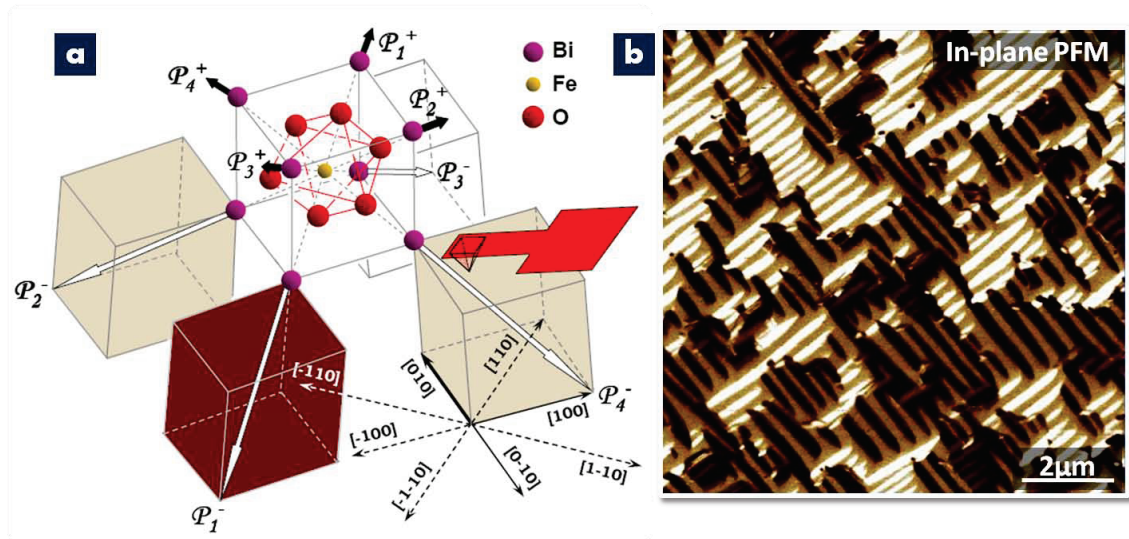 a
P₁⁺
P₄⁺
P₂⁺
P₃⁺
P₃⁻
Bi
Fe
O
P₂⁻
P₁⁻
P₄⁻
[110]
[010]
[-110]
[100]
[-100]
[0-10]
[1-10]
[-1-10]
b
In-plane PFM
2µm